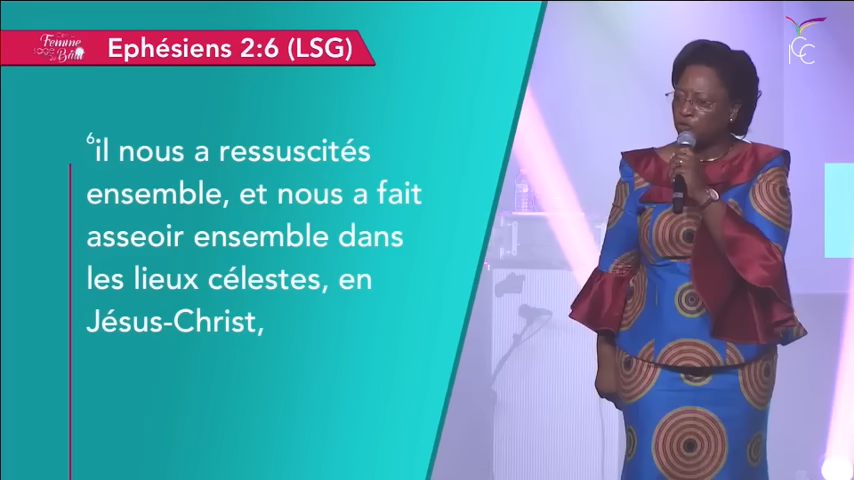 Femme
Ephésiens 2:6 (LSG)
ICC
6il nous a ressuscités
ensemble, et nous a fait
asseoir ensemble dans
les lieux célestes, en
Jésus-Christ,